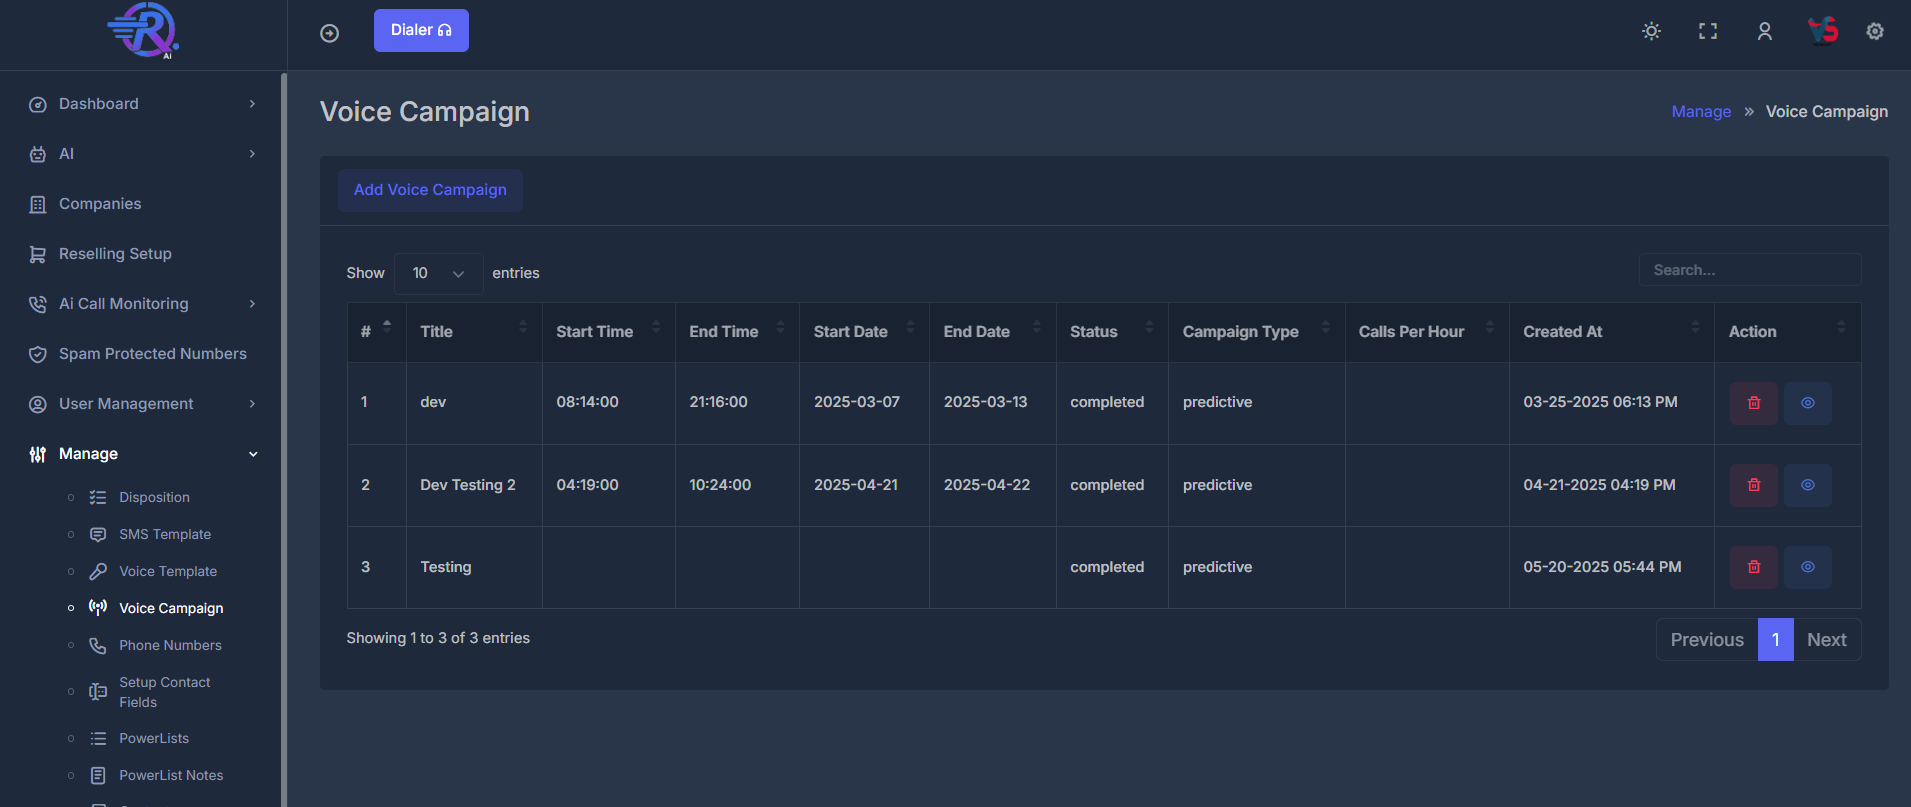 R
AI
Dialer
VS
Dashboard
AI
Companies
Reselling Setup
Ai Call Monitoring
Spam Protected Numbers
User Management
Manage
Disposition
SMS Template
Voice Template
Voice Campaign
Phone Numbers
Setup Contact
Fields
PowerLists
PowerList Notes
Voice Campaign
Manage » Voice Campaign
Add Voice Campaign
Show 10 entries
Search...
# Title Start Time End Time Start Date End Date Status Campaign Type Calls Per Hour Created At Action
1 dev 08:14:00 21:16:00 2025-03-07 2025-03-13 completed predictive 03-25-2025 06:13 PM
2 Dev Testing 2 04:19:00 10:24:00 2025-04-21 2025-04-22 completed predictive 04-21-2025 04:19 PM
3 Testing completed predictive 05-20-2025 05:44 PM
Showing 1 to 3 of 3 entries
Previous 1 Next